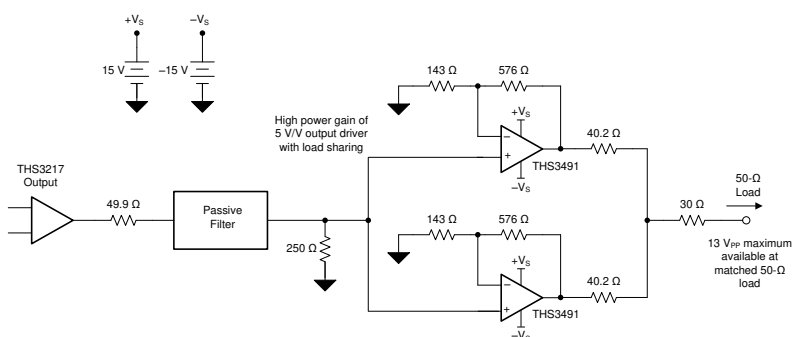 +VS
−VS
15 V
−15 V
High power gain of
5 V/V output driver
with load sharing
143 Ω
576 Ω
+VS
−
+
THS3491
−VS
40.2 Ω
THS3217
Output
49.9 Ω
Passive
Filter
250 Ω
143 Ω
576 Ω
+VS
−
+
THS3491
−VS
40.2 Ω
30 Ω
50-Ω
Load
13 VPP maximum
available at
matched 50-Ω
load